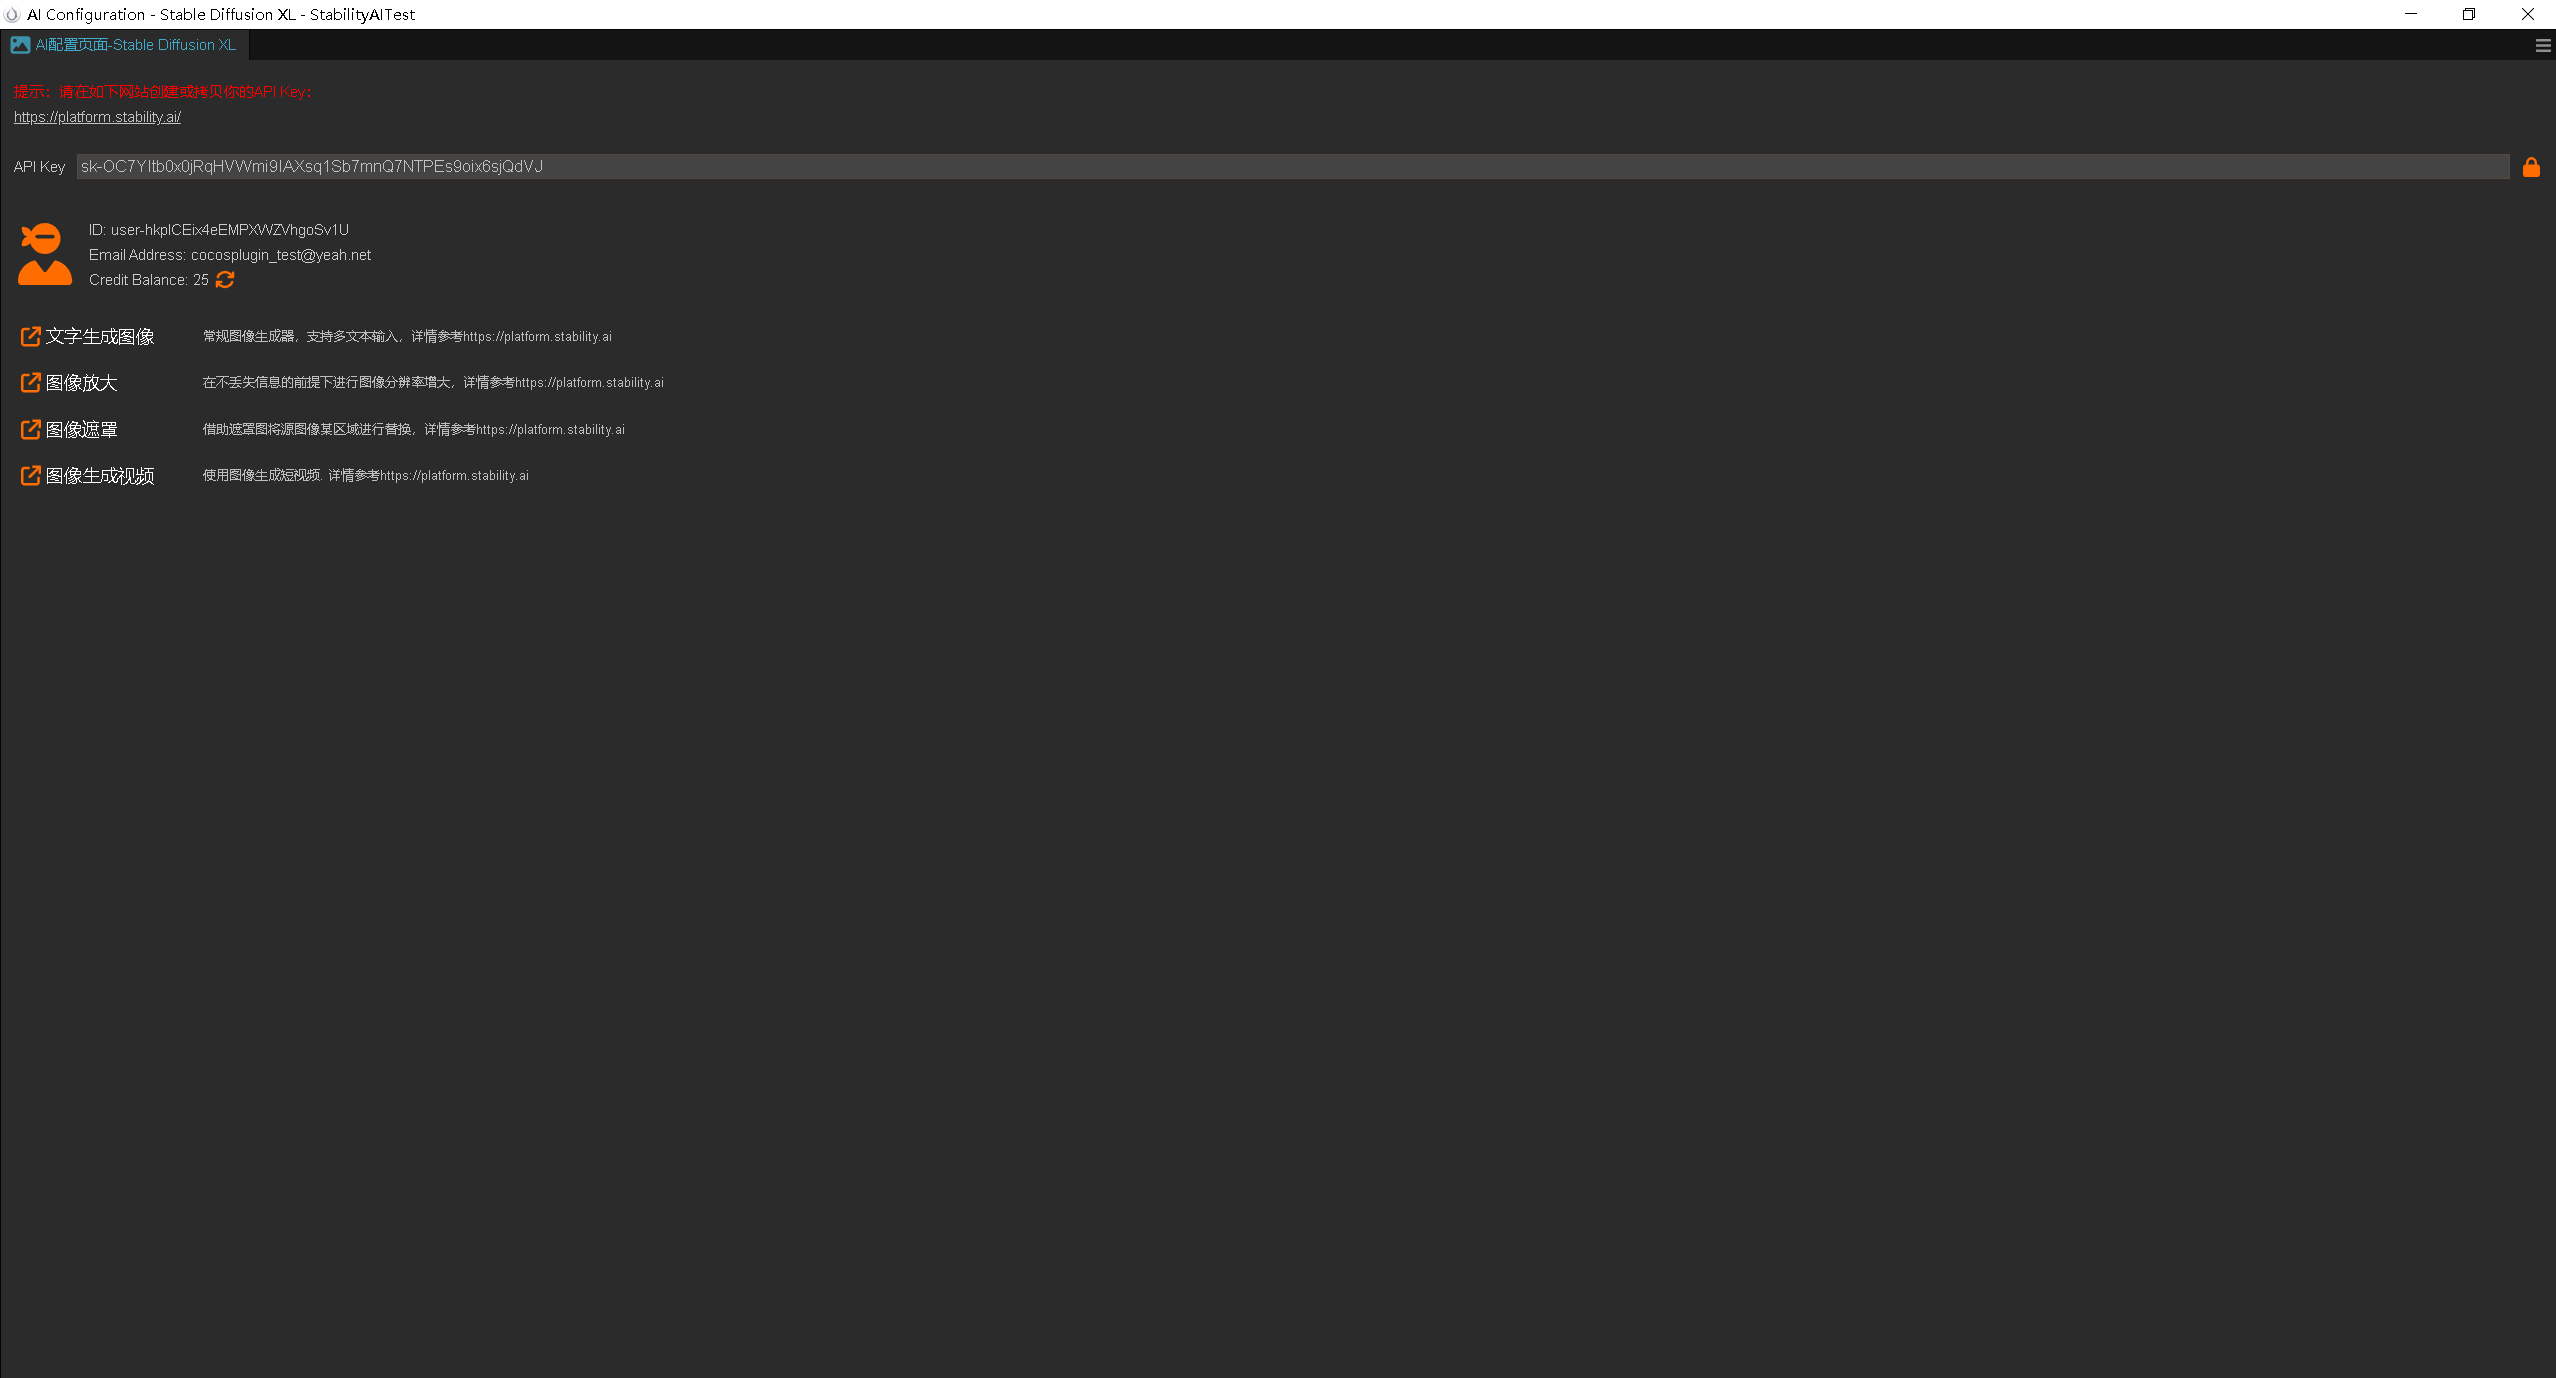 AI Configuration - Stable Diffusion XL - StabilityAITest
AI配置页面-Stable Diffusion XL
提示：请在如下网站创建或拷贝你的API Key：
https://platform.stability.ai/
API Key sk-OC7YItb0x0jRqHVWmi9IAXsq1Sb7mnQ7NTPEs9oix6sjQdVJ
ID: user-hkpICEix4eEMPXWZVhgoSv1U
Email Address: cocosplugin_test@yeah.net
Credit Balance: 25
文字生成图像 常规图像生成器，支持多文本输入，详情参考https://platform.stability.ai
图像放大 在不丢失信息的前提下进行图像分辨率增大，详情参考https://platform.stability.ai
图像遮罩 借助遮罩图将源图像某区域进行替换，详情参考https://platform.stability.ai
图像生成视频 使用图像生成短视频. 详情参考https://platform.stability.ai